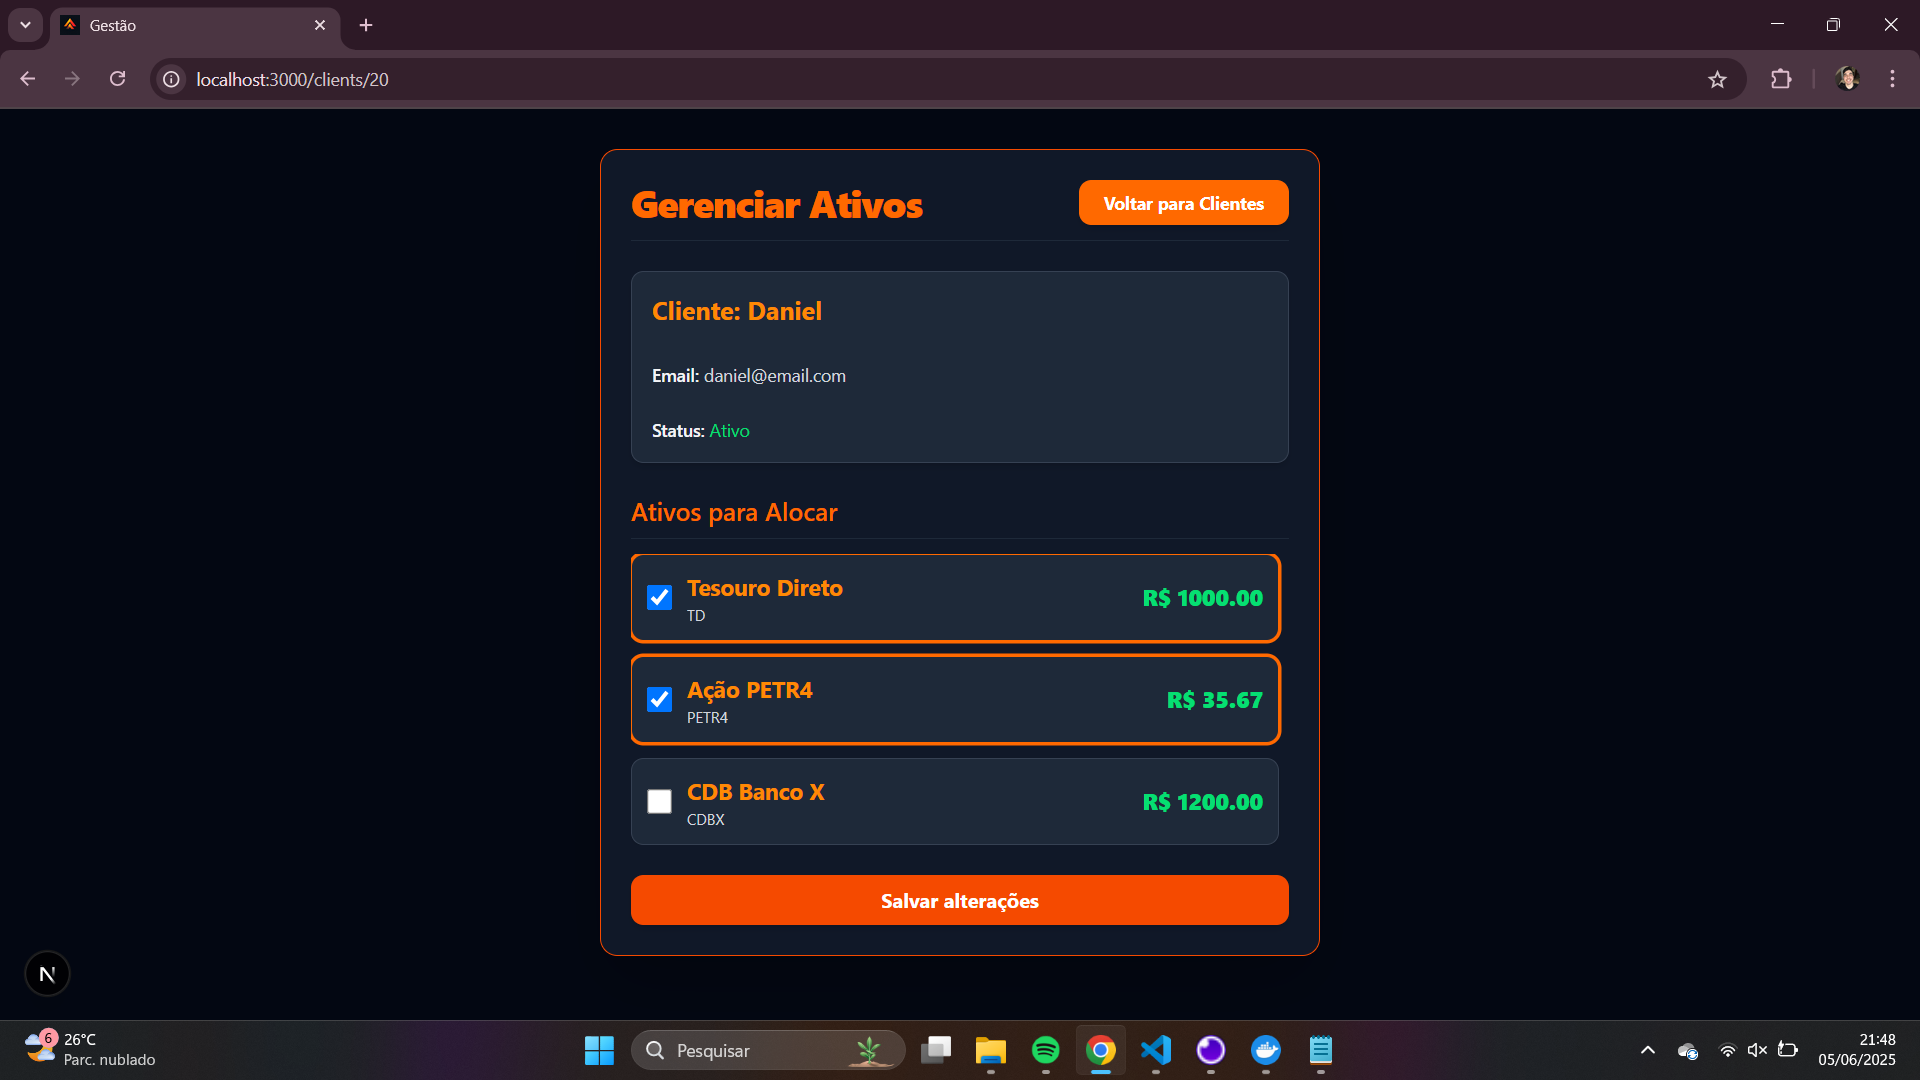 Gestão
localhost:3000/clients/20
Gerenciar Ativos
Voltar para Clientes
Cliente: Daniel
Email: daniel@email.com
Status: Ativo
Ativos para Alocar
Tesouro Direto
TD
R$ 1000.00
Ação PETR4
PETR4
R$ 35.67
CDB Banco X
CDBX
R$ 1200.00
Salvar alterações
N
6
26°C
Parc. nublado
Pesquisar
21:48
05/06/2025